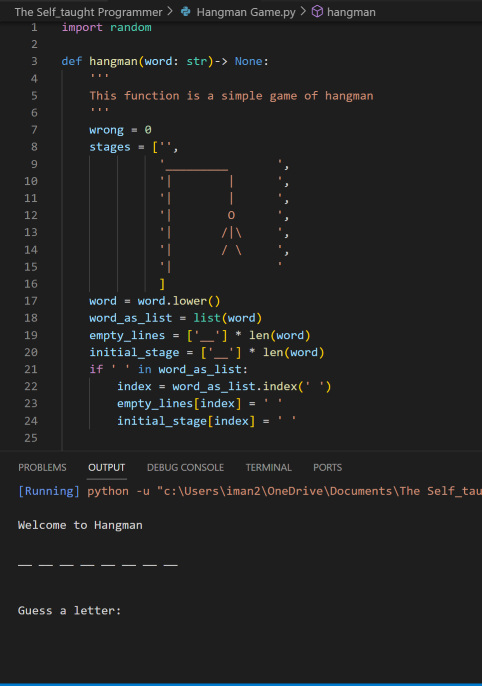 The Self_taught Programmer > Hangman Game.py > hangman
1 import random
2
3 def hangman(word: str)-> None:
4     '''
5     This function is a simple game of hangman
6     '''
7     wrong = 0
8     stages = ['',
9               '_________       ',
10              '|        |      ',
11              '|        |      ',
12              '|        O      ',
13              '|       /|\     ',
14              '|       / \     ',
15              '|               '
16              ]
17    word = word.lower()
18    word_as_list = list(word)
19    empty_lines = ['__'] * len(word)
20    initial_stage = ['__'] * len(word)
21    if ' ' in word_as_list:
22        index = word_as_list.index(' ')
23        empty_lines[index] = ' '
24        initial_stage[index] = ' '
25
PROBLEMS OUTPUT DEBUG CONSOLE TERMINAL PORTS
[Running] python -u "c:\Users\iman2\OneDrive\Documents\The Self_tau
Welcome to Hangman
__ __ __ __ __ __ __ __
Guess a letter: